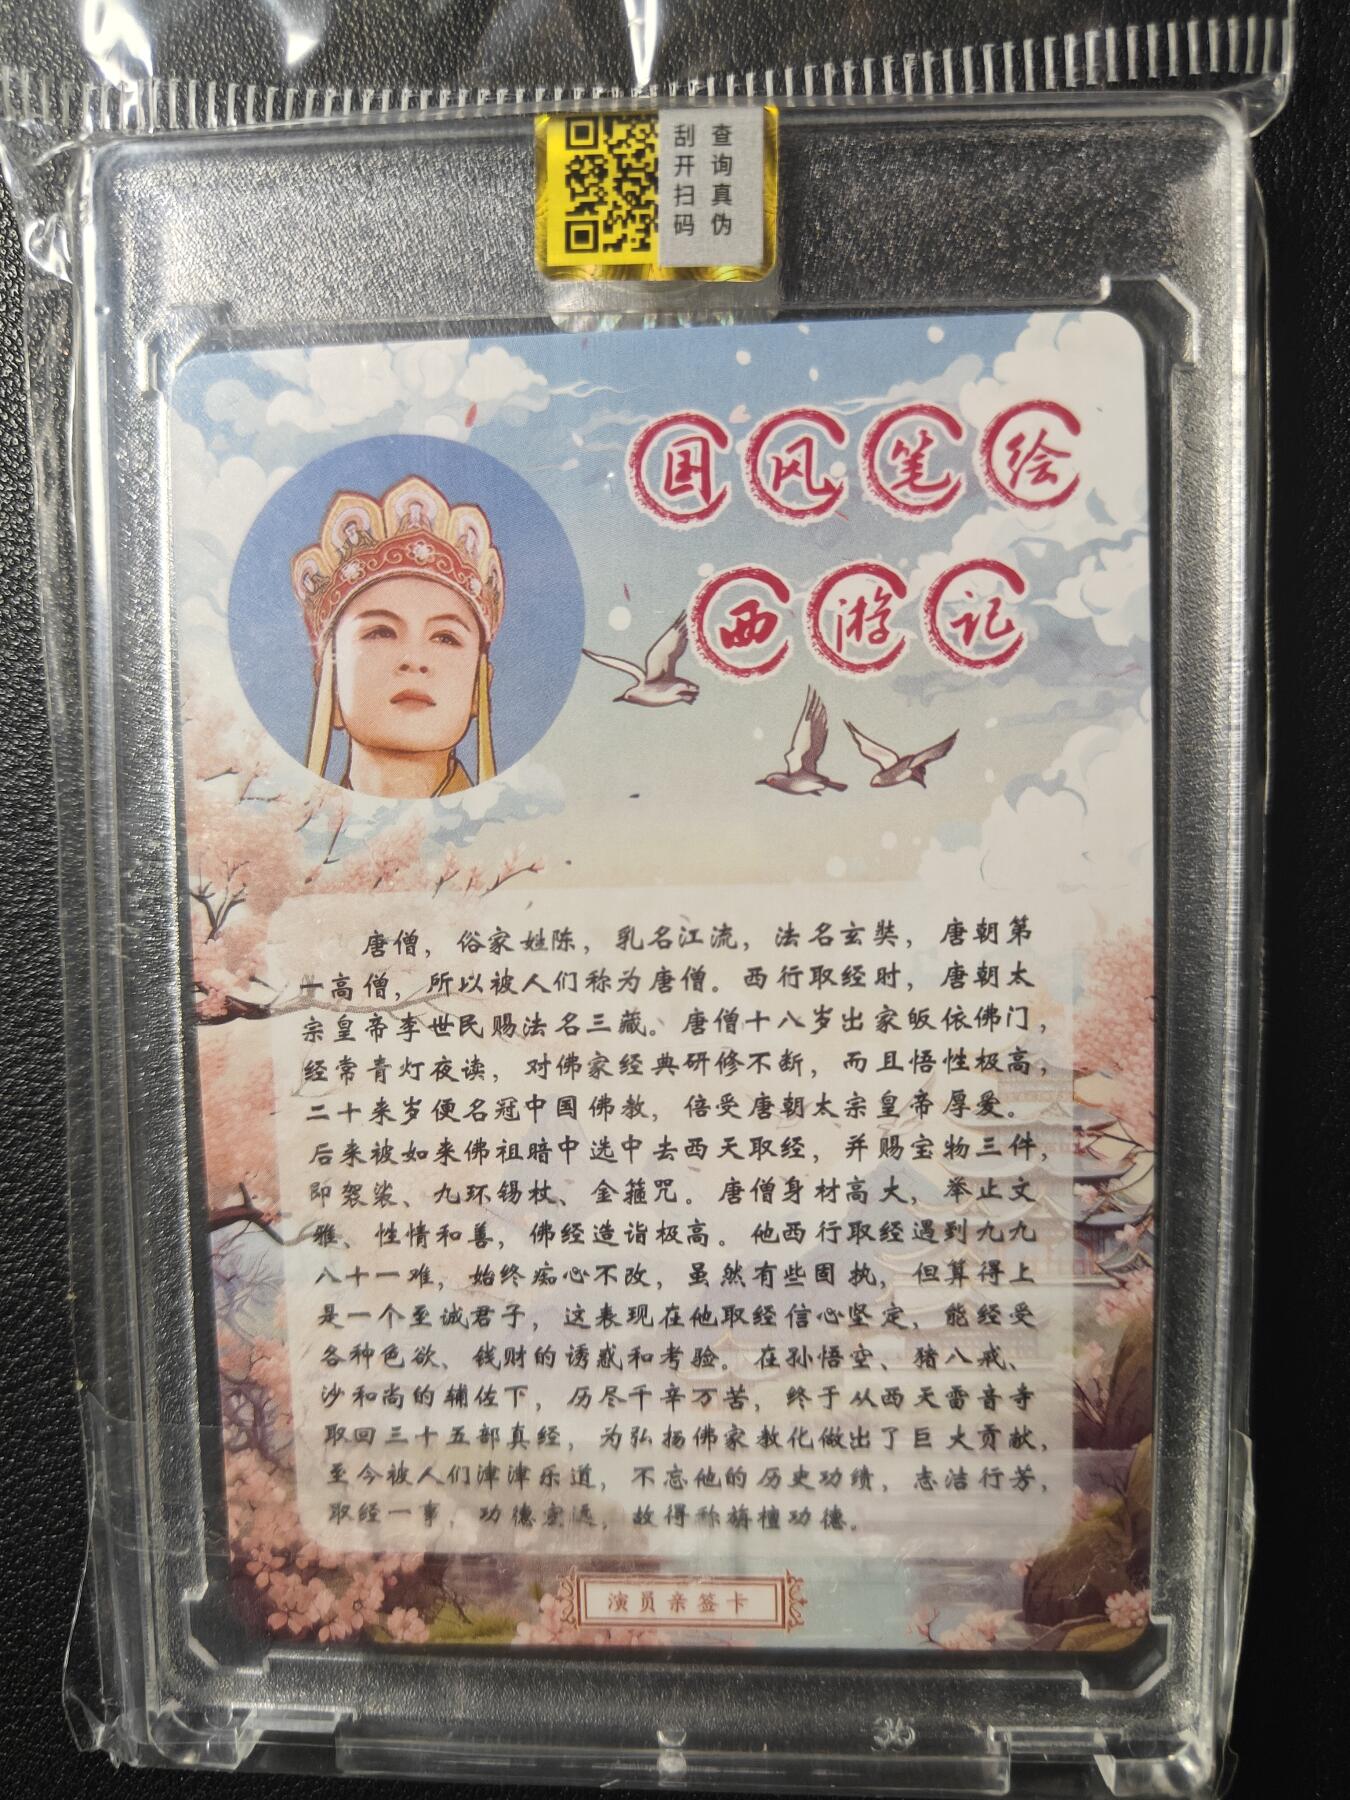 刮开扫码
查询真伪
国风笔绘
西游记
唐僧，俗家姓陈，乳名江流，法名玄奘，唐朝第
一高僧，所以被人们称为唐僧。西行取经时，唐朝太
宗皇帝李世民赐法名三藏。唐僧十八岁出家皈依佛门，
经常青灯夜读，对佛家经典研修不断，而且悟性极高，
二十来岁便名冠中国佛教，倍受唐朝太宗皇帝厚爱。
后来被如来佛祖暗中选中去西天取经，并赐宝物三件，
即袈裟、九环锡杖、金箍咒。唐僧身材高大，举止文
雅、性情和善，佛经造诣极高。他西行取经遇到九九
八十一难，始终痴心不改，虽然有些固执，但算得上
是一个至诚君子，这表现在他取经信心坚定，能经受
各种色欲、钱财的诱惑和考验。在孙悟空、猪八戒、
沙和尚的辅佐下，历尽千辛万苦，终于从西天雷音寺
取回三十五部真经，为弘扬佛家教化做出了巨大贡献，
至今被人们津津乐道，不忘他的历史功绩，志洁行芳，
取经一事，功德，故得称旃檀功德。
演员亲签卡
35